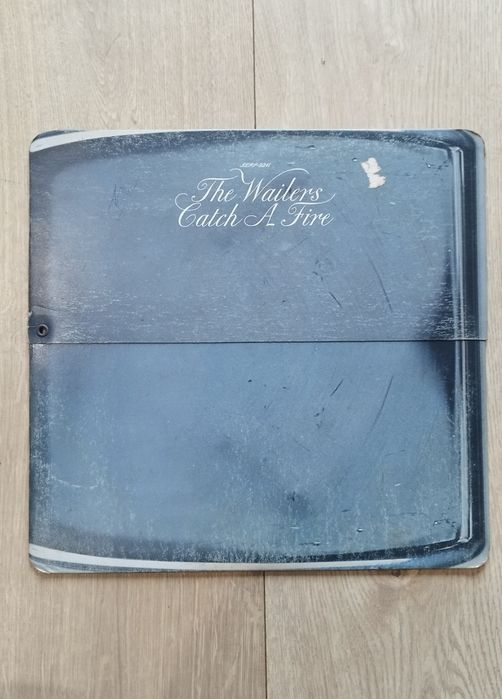 The Wailers
Catch A Fire